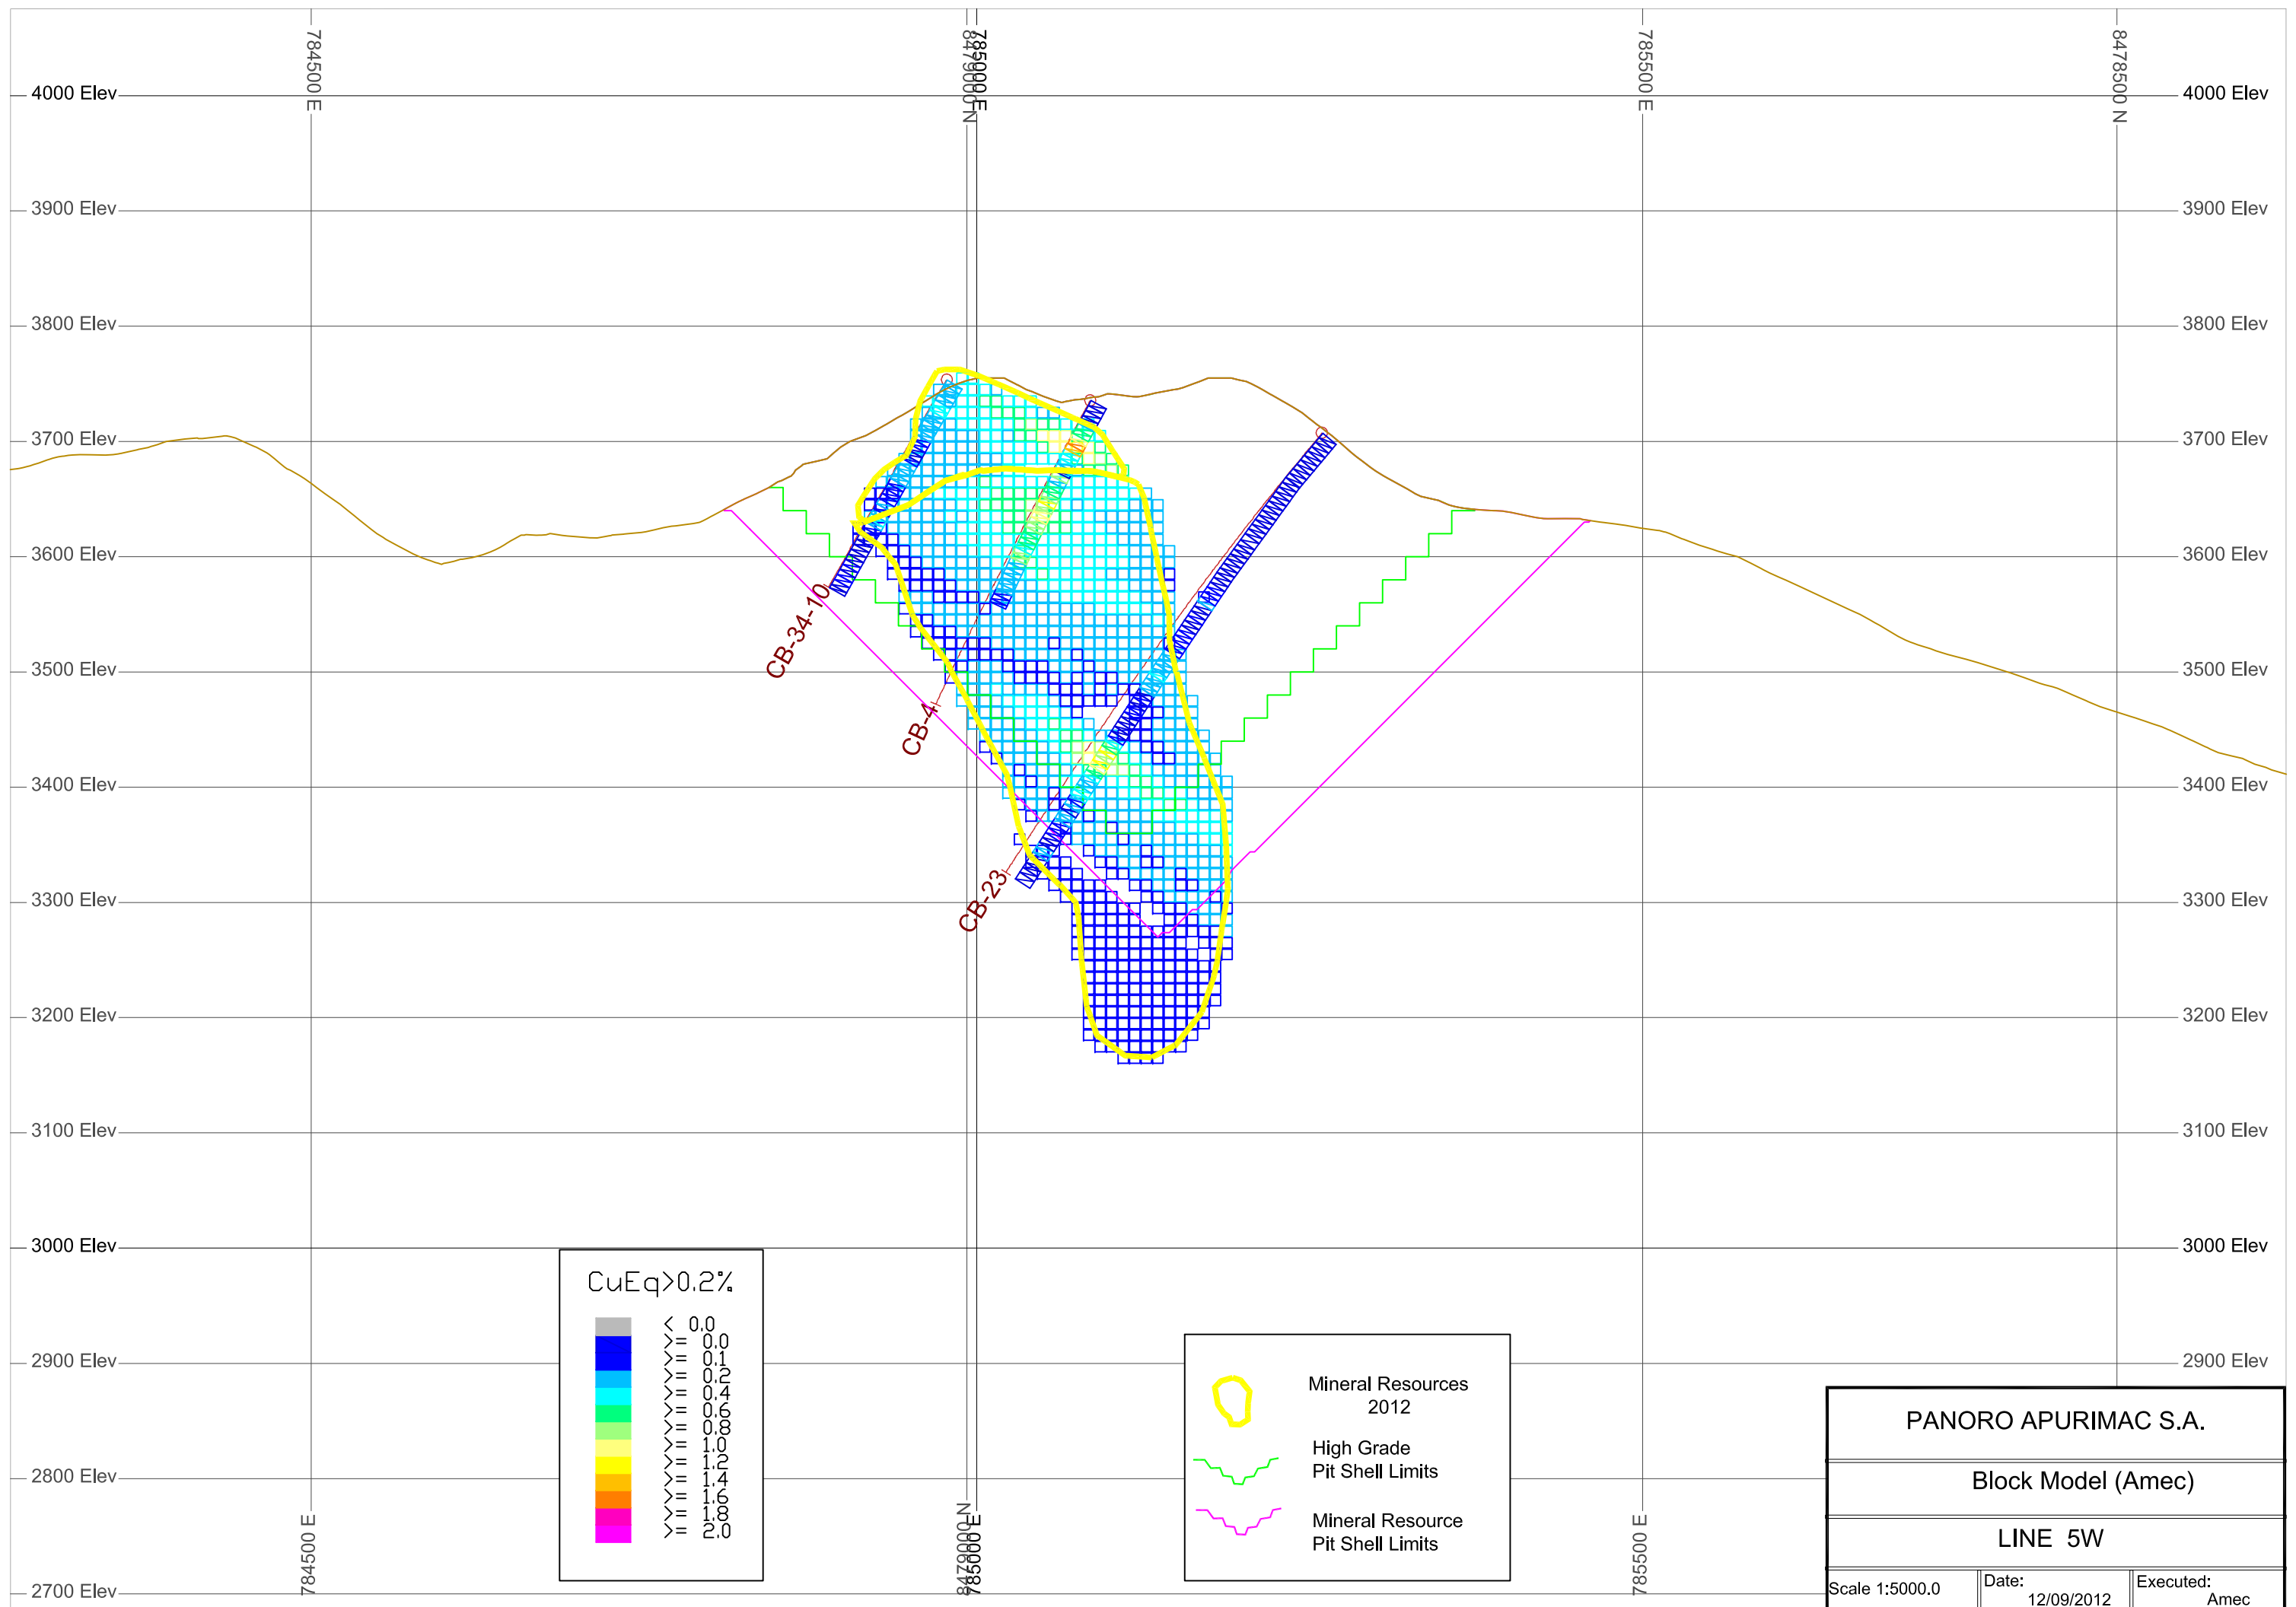 784500 E
8479000 N
785000 E
785500 E
8478500 N
4000 Elev
4000 Elev
3900 Elev
3900 Elev
3800 Elev
3800 Elev
3700 Elev
3700 Elev
3600 Elev
3600 Elev
3500 Elev
3500 Elev
3400 Elev
3400 Elev
3300 Elev
3300 Elev
3200 Elev
3200 Elev
3100 Elev
3100 Elev
3000 Elev
3000 Elev
2900 Elev
2900 Elev
2800 Elev
2700 Elev
CB-34-10
CB-4
CB-23
CuEq>0.2%
< 0.0
>= 0.0
>= 0.1
>= 0.2
>= 0.4
>= 0.6
>= 0.8
>= 1.0
>= 1.2
>= 1.4
>= 1.6
>= 1.8
>= 2.0
Mineral Resources
2012
High Grade
Pit Shell Limits
Mineral Resource
Pit Shell Limits
PANORO APURIMAC S.A.
Block Model (Amec)
LINE 5W
Scale 1:5000.0
Date:
12/09/2012
Executed:
Amec
784500 E
8479000 N
785000 E
785500 E